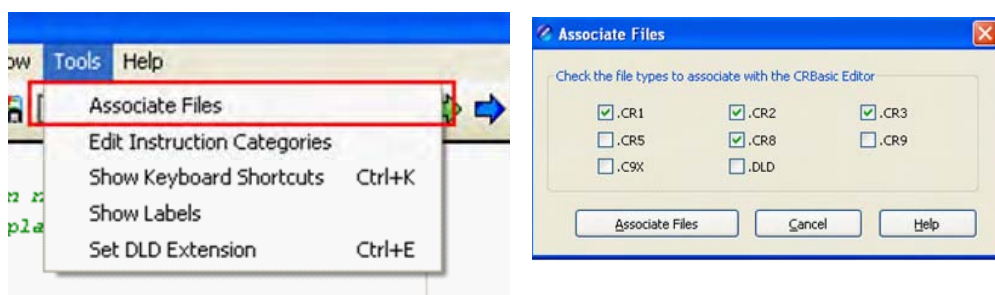 ow Tools Help
Associate Files
Edit Instruction Categories
Show Keyboard Shortcuts Ctrl+K
Show Labels
Set DLD Extension Ctrl+E
pla
Associate Files
Check the file types to associate with the CRBasic Editor
.CR1 .CR2 .CR3
.CR5 .CR8 .CR9
.C9X .DLD
Associate Files Cancel Help